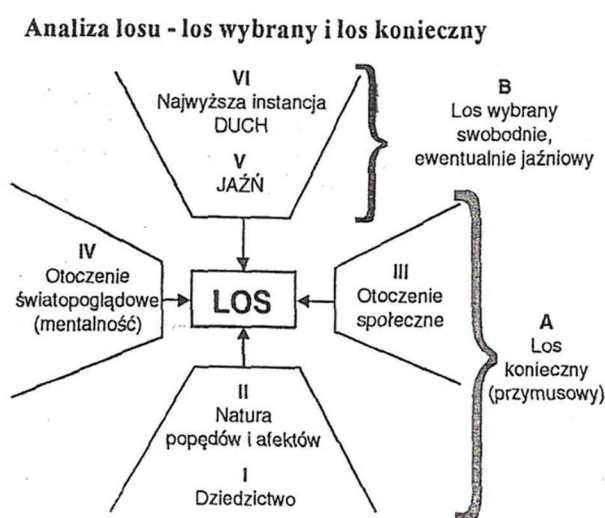 Analiza losu - los wybrany i los konieczny
VI
Najwyższa instancja
DUCH
V
JAŹŃ
B
Los wybrany
swobodnie,
ewentualnie jaźniowy
IV
Otoczenie
światopoglądowe
(mentalność)
LOS
III
Otoczenie
społeczne
A
Los
konieczny
(przymusowy)
II
Natura
popędów i afektów
I
Dziedzictwo